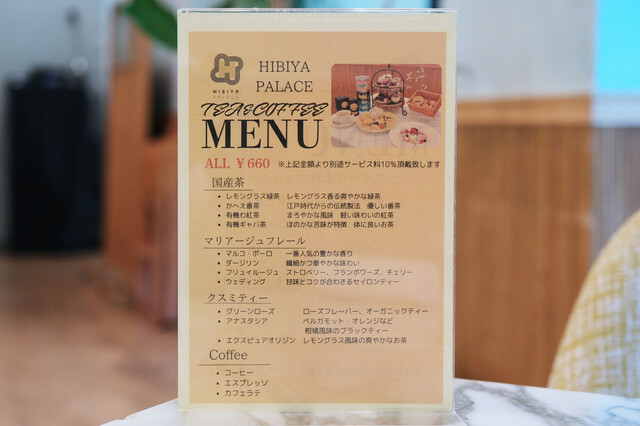 HIBIYA
HIBIYA
PALACE
TEA&COFFEE
MENU
ALL ¥660 ※上記金額より別途サービス料10%頂戴致します
国産茶
• レモングラス緑茶 レモングラス香る爽やかな緑茶
• かへえ番茶 江戸時代からの伝統製法 優しい番茶
• 有機わ紅茶 まろやかな風味 軽い味わいの紅茶
• 有機ギャバ茶 ほのかな苦味が特徴 体に良いお茶
マリアージュフレール
• マルコ・ポーロ 一番人気の豊かな香り
• ダージリン 繊細かつ華やかな味わい
• フリュイルージュ ストロベリー、フランボワーズ、チェリー
• ウェディング 甘味とコクが合わさるセイロンティー
クスミティー
• グリーンローズ ローズフレーバー、オーガニックティー
• アナスタシア ベルガモット・オレンジなど
柑橘風味のブラックティー
• エクスピュアオリジン レモングラス風味の爽やかなお茶
Coffee
• コーヒー
• エスプレッソ
• カフェラテ